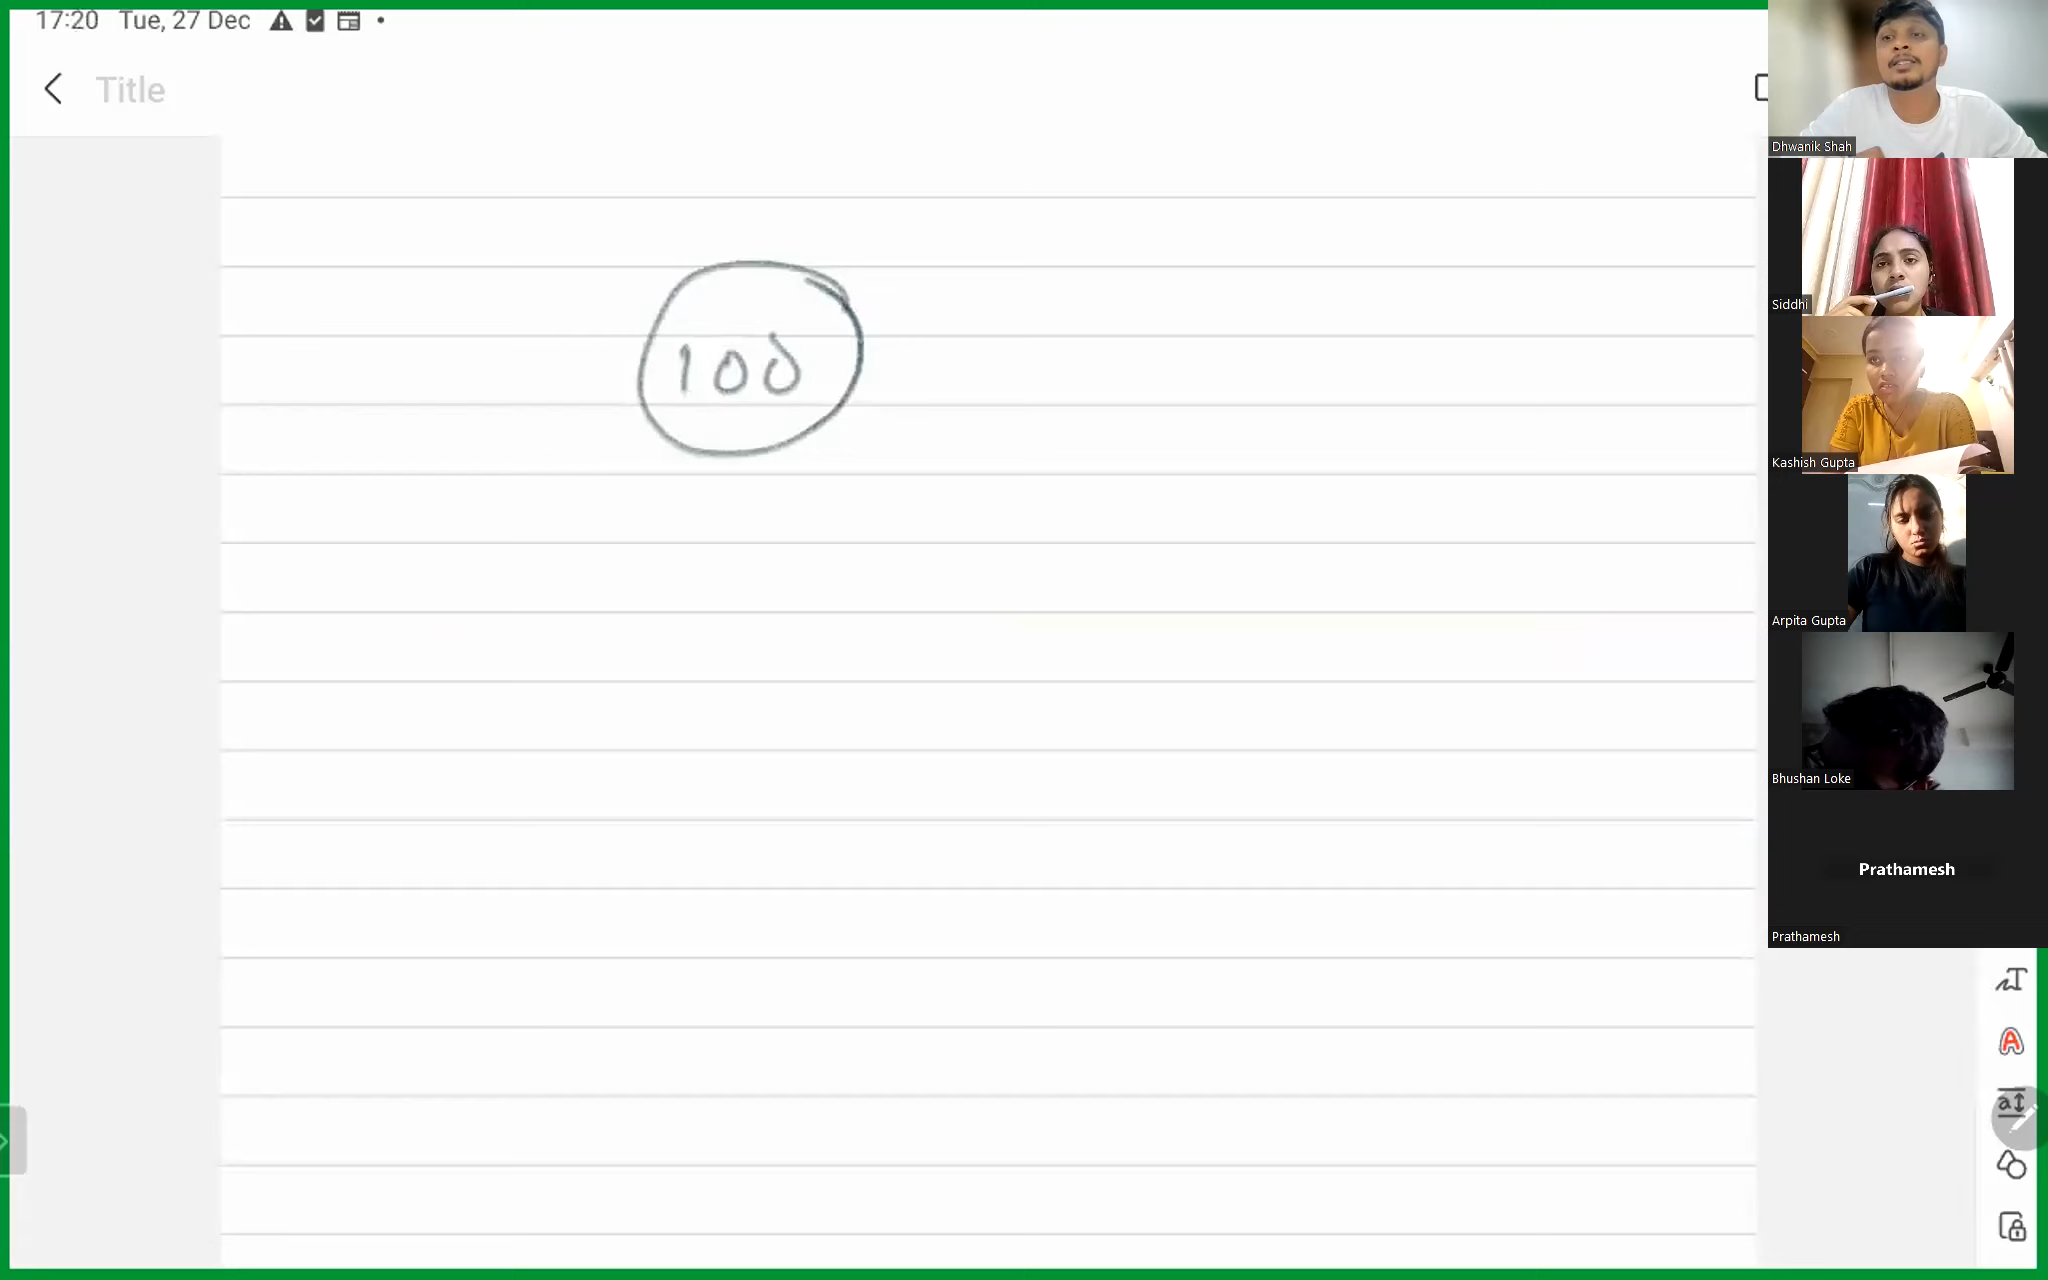 17:20 Tue, 27 Dec
Title
100
Dhwanik Shah
Siddhi
Kashish Gupta
Arpita Gupta
Bhushan Loke
Prathamesh
Prathamesh
T
A
a